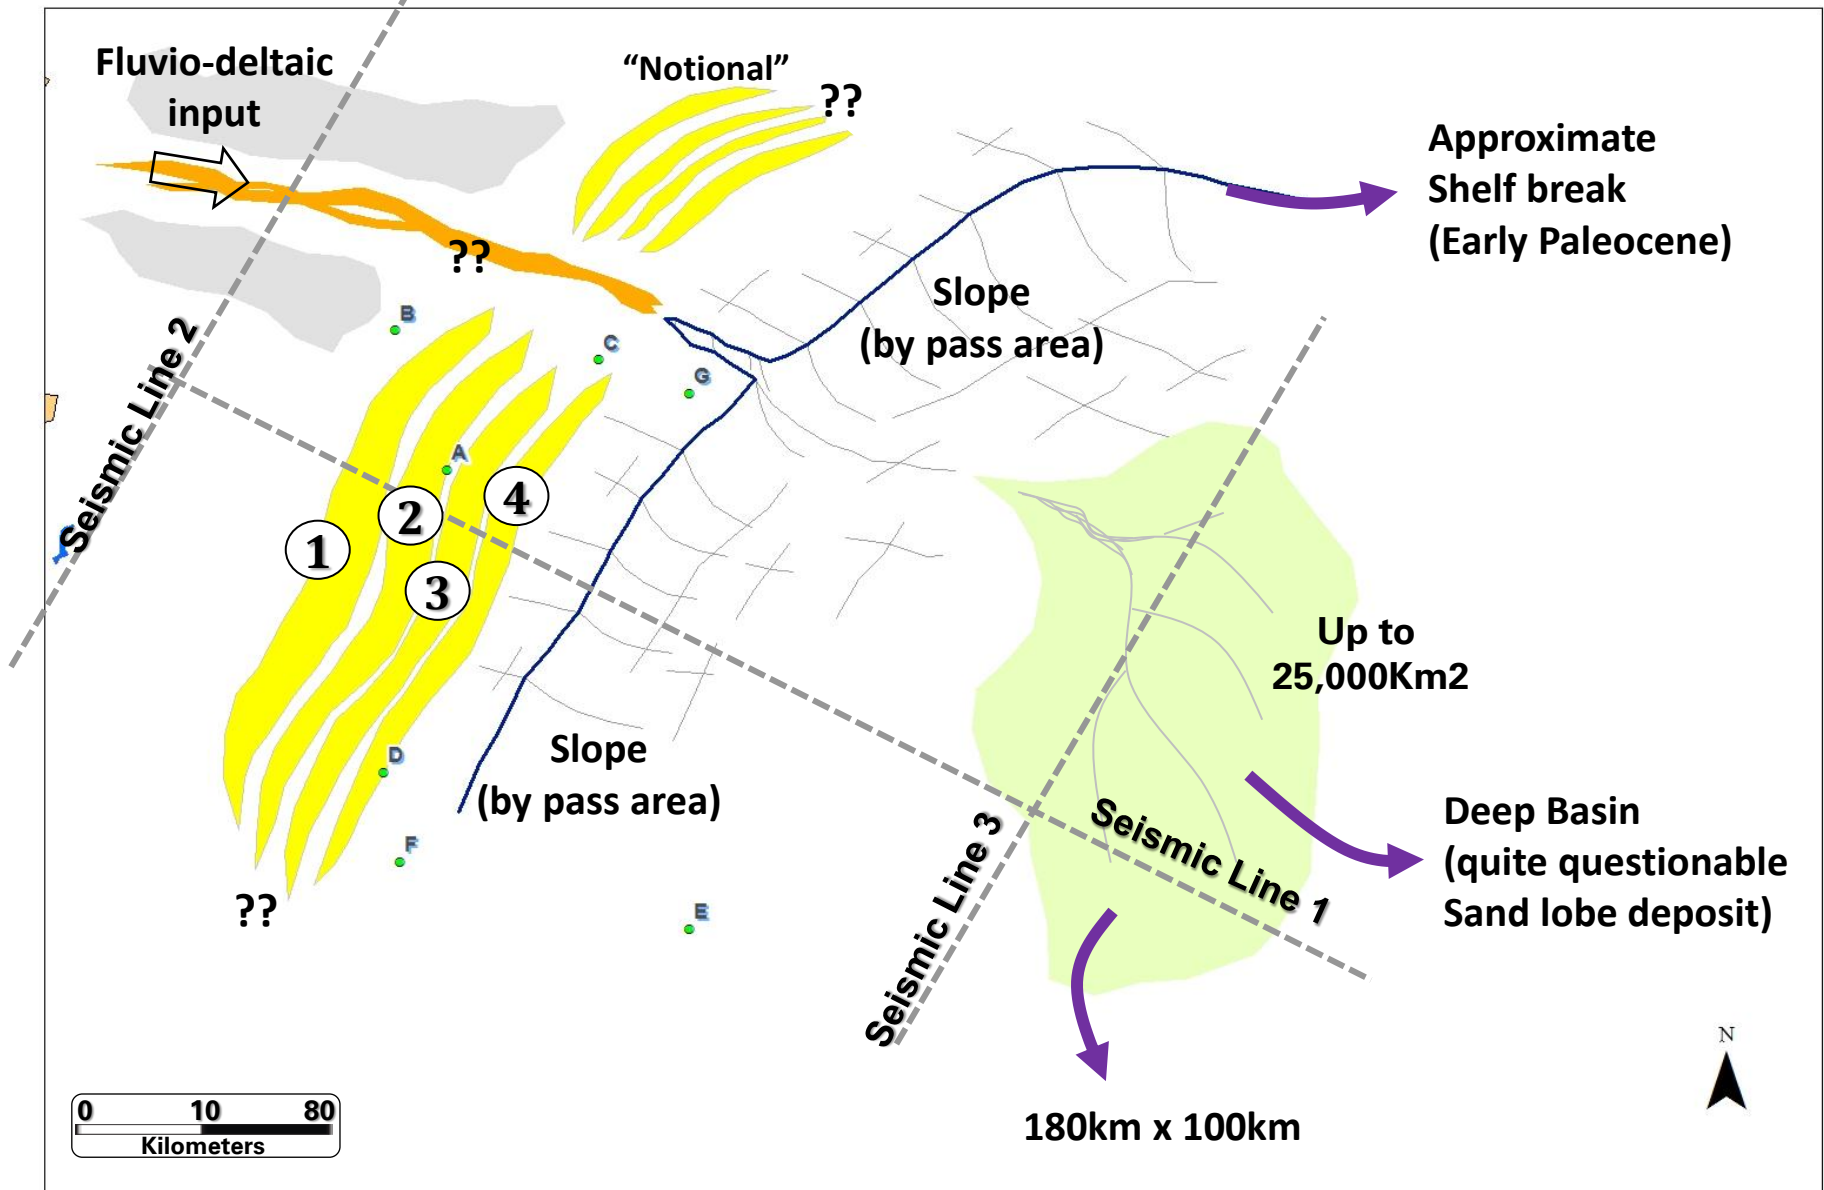 Fluvio-deltaic
input
“Notional”
??
Approximate
Shelf break
(Early Paleocene)
??
Slope
(by pass area)
B
C
G
Seismic Line 2
A
1
2
3
4
Up to
25,000Km2
D
Slope
(by pass area)
F
E
??
Seismic Line 3
Seismic Line 1
Deep Basin
(quite questionable
Sand lobe deposit)
180km x 100km
N
0 10 80
Kilometers